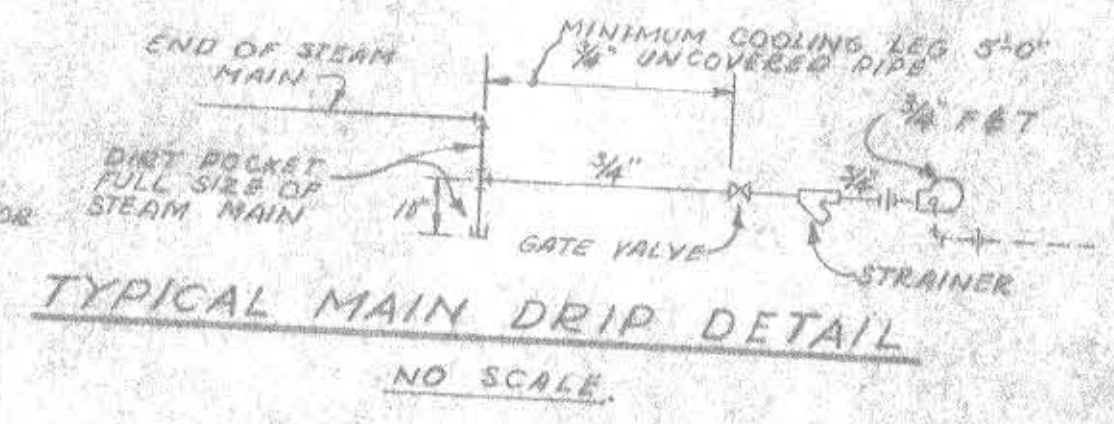 END OF STEAM
MAIN
MINIMUM COOLING LEG 5'-0"
3/4" UNCOVERED PIPE
3/4" F&T
DIRT POCKET
FULL SIZE OF
STEAM MAIN
3/4"
3/4"
18"
GATE VALVE
STRAINER
TYPICAL MAIN DRIP DETAIL
NO SCALE.